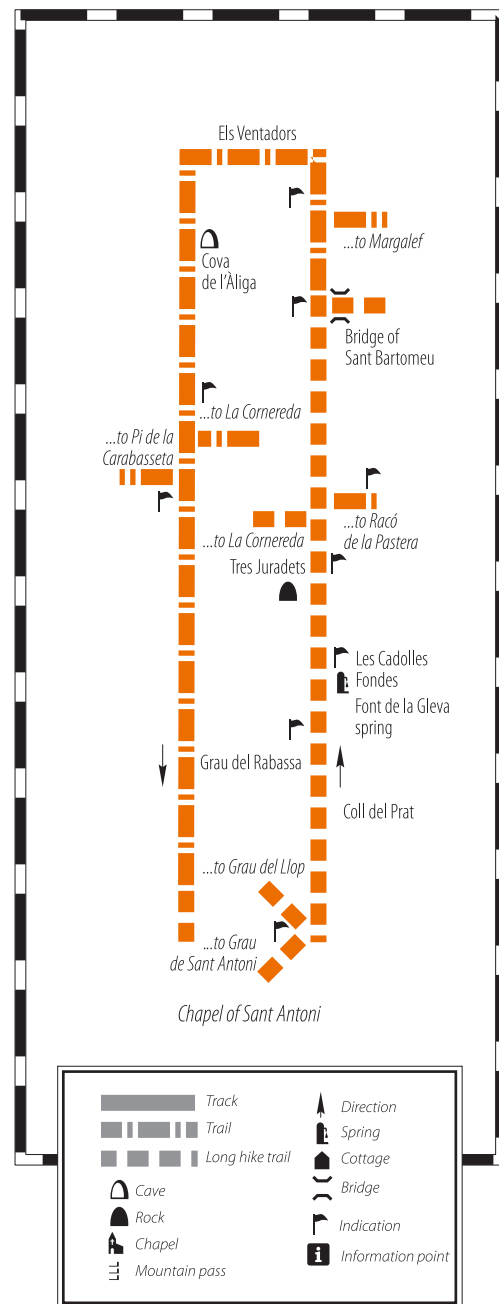 Els Ventadors
...to Margalef
Cova
de l'Àliga
Bridge of
Sant Bartomeu
...to La Cornereda
...to Pi de la
Carabasseta
...to Racó
de la Pastera
...to La Cornereda
Tres Juradets
Les Cadolles
Fondes
Font de la Gleva
spring
Grau del Rabassa
Coll del Prat
...to Grau del Llop
...to Grau
de Sant Antoni
Chapel of Sant Antoni
Track
Trail
Long hike trail
Cave
Rock
Chapel
Mountain pass
Direction
Spring
Cottage
Bridge
Indication
i Information point